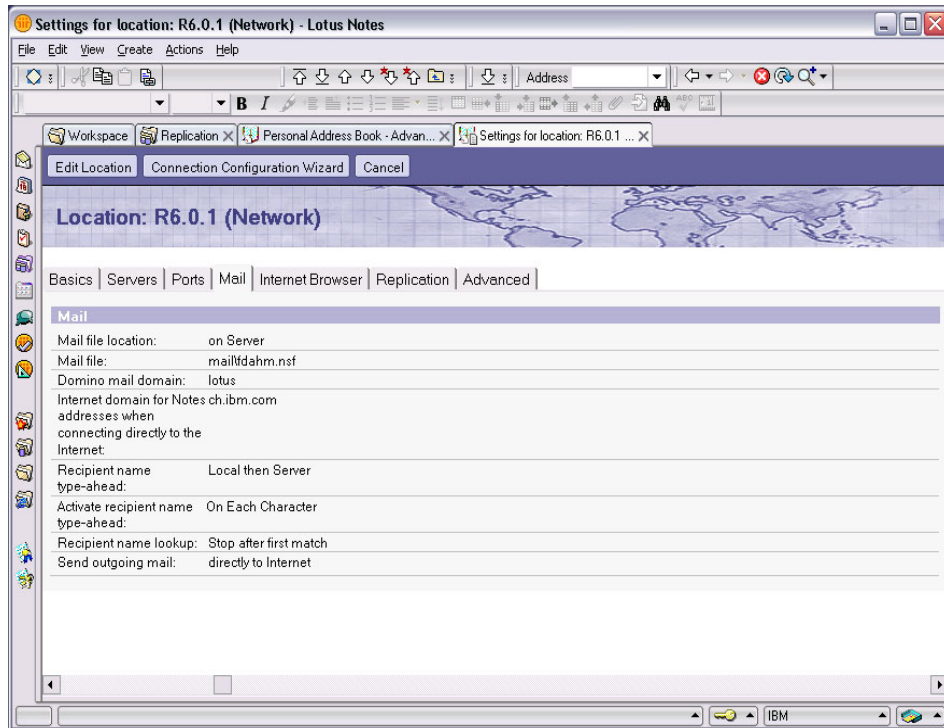 Settings for location: R6.0.1 (Network) - Lotus Notes
File Edit View Create Actions Help
Address
B I
Workspace Replication Personal Address Book - Advan... Settings for location: R6.0.1 ...
Edit Location Connection Configuration Wizard Cancel
Location: R6.0.1 (Network)
Basics Servers Ports Mail Internet Browser Replication Advanced
Mail
Mail file location: on Server
Mail file: mail\fdahm.nsf
Domino mail domain: lotus
Internet domain for Notes ch.ibm.com
addresses when
connecting directly to the
Internet:
Recipient name Local then Server
type-ahead:
Activate recipient name On Each Character
type-ahead:
Recipient name lookup: Stop after first match
Send outgoing mail: directly to Internet
IBM